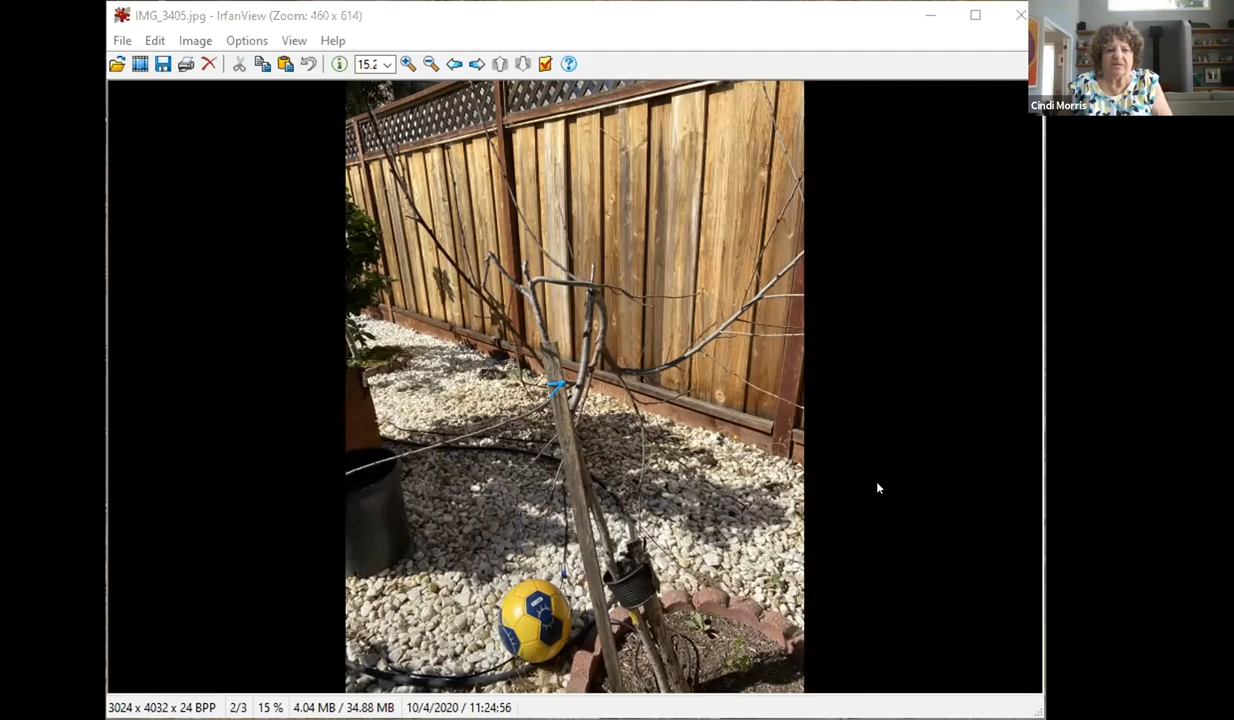 IMG_3405.jpg - IrfanView (Zoom: 460 x 614)
File Edit Image Options View Help
15.2
Cindi Morris
3024 x 4032 x 24 BPP 2/3 15 % 4.04 MB / 34.88 MB 10/4/2020 / 11:24:56